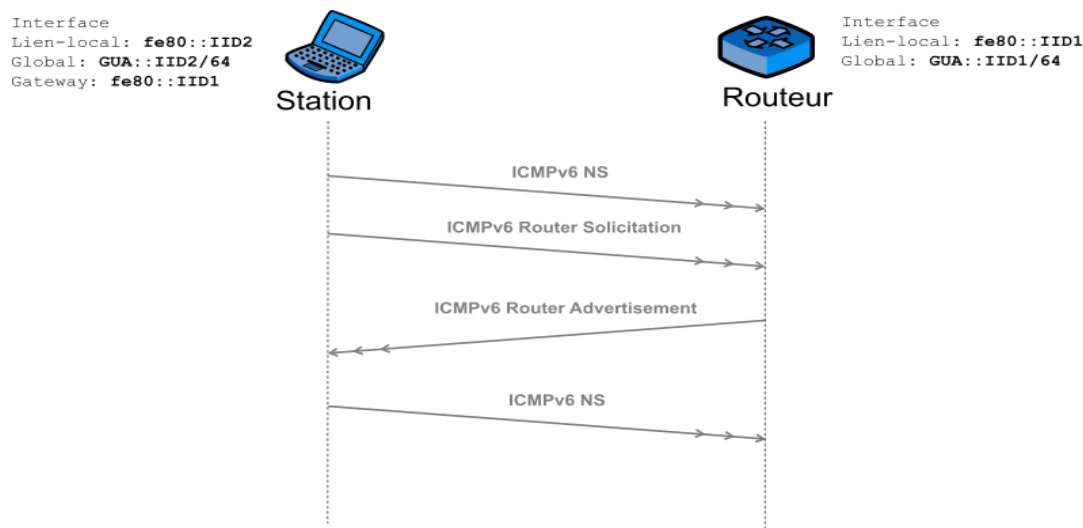 Interface
Lien-local: fe80::IID2
Global: GUA::IID2/64
Gateway: fe80::IID1
Station
Interface
Lien-local: fe80::IID1
Global: GUA::IID1/64
Routeur
ICMPv6 NS
ICMPv6 Router Solicitation
ICMPv6 Router Advertisement
ICMPv6 NS